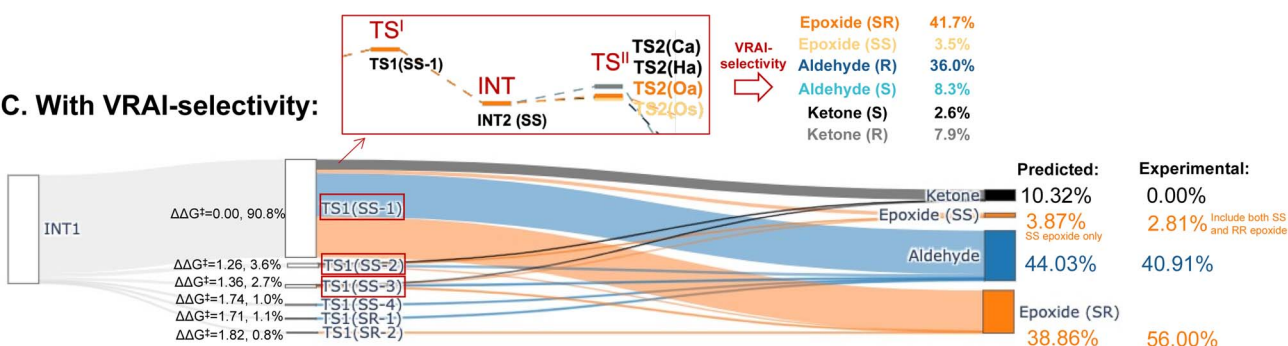 C. With VRAI-selectivity:
TSᴵ
TS1(SS-1)
INT
INT2 (SS)
TSᴵᴵ
TS2(Ca)
TS2(Ha)
TS2(Oa)
TS2(Os)
VRAI-
selectivity
Epoxide (SR) 41.7%
Epoxide (SS) 3.5%
Aldehyde (R) 36.0%
Aldehyde (S) 8.3%
Ketone (S) 2.6%
Ketone (R) 7.9%
INT1
ΔΔG‡=0.00, 90.8%
ΔΔG‡=1.26, 3.6%
ΔΔG‡=1.36, 2.7%
ΔΔG‡=1.74, 1.0%
ΔΔG‡=1.71, 1.1%
ΔΔG‡=1.82, 0.8%
TS1(SS-1)
TS1(SS-2)
TS1(SS-3)
TS1(SS-4)
TS1(SR-1)
TS1(SR-2)
Predicted: Experimental:
Ketone 10.32% 0.00%
Epoxide (SS) 3.87% 2.81% Include both SS
and RR epoxide
SS epoxide only
Aldehyde 44.03% 40.91%
Epoxide (SR)
38.86% 56.00%